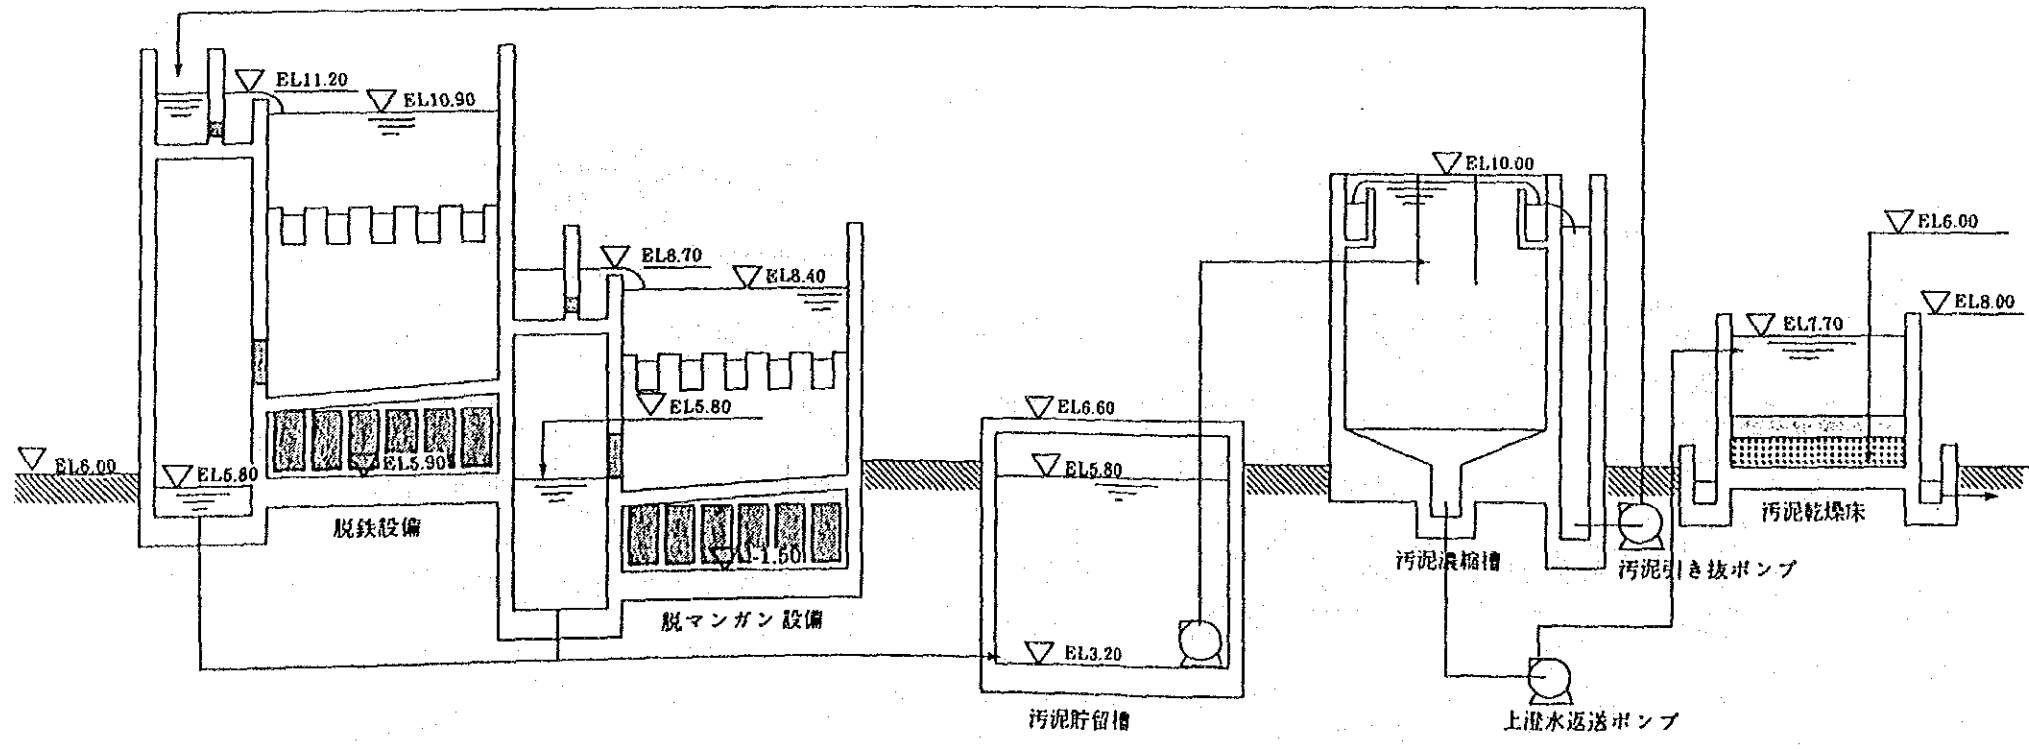 EL11.20
EL10.90
EL10.00
EL6.00
EL8.70
EL8.40
EL8.00
EL7.70
EL5.80
EL6.60
EL6.00
EL5.80
EL5.90
EL5.80
脱鉄設備
汚泥乾燥床
-1.50
汚泥濃縮槽
汚泥引き抜ポンプ
脱マンガン設備
EL3.20
汚泥貯留槽
上澄水返送ポンプ